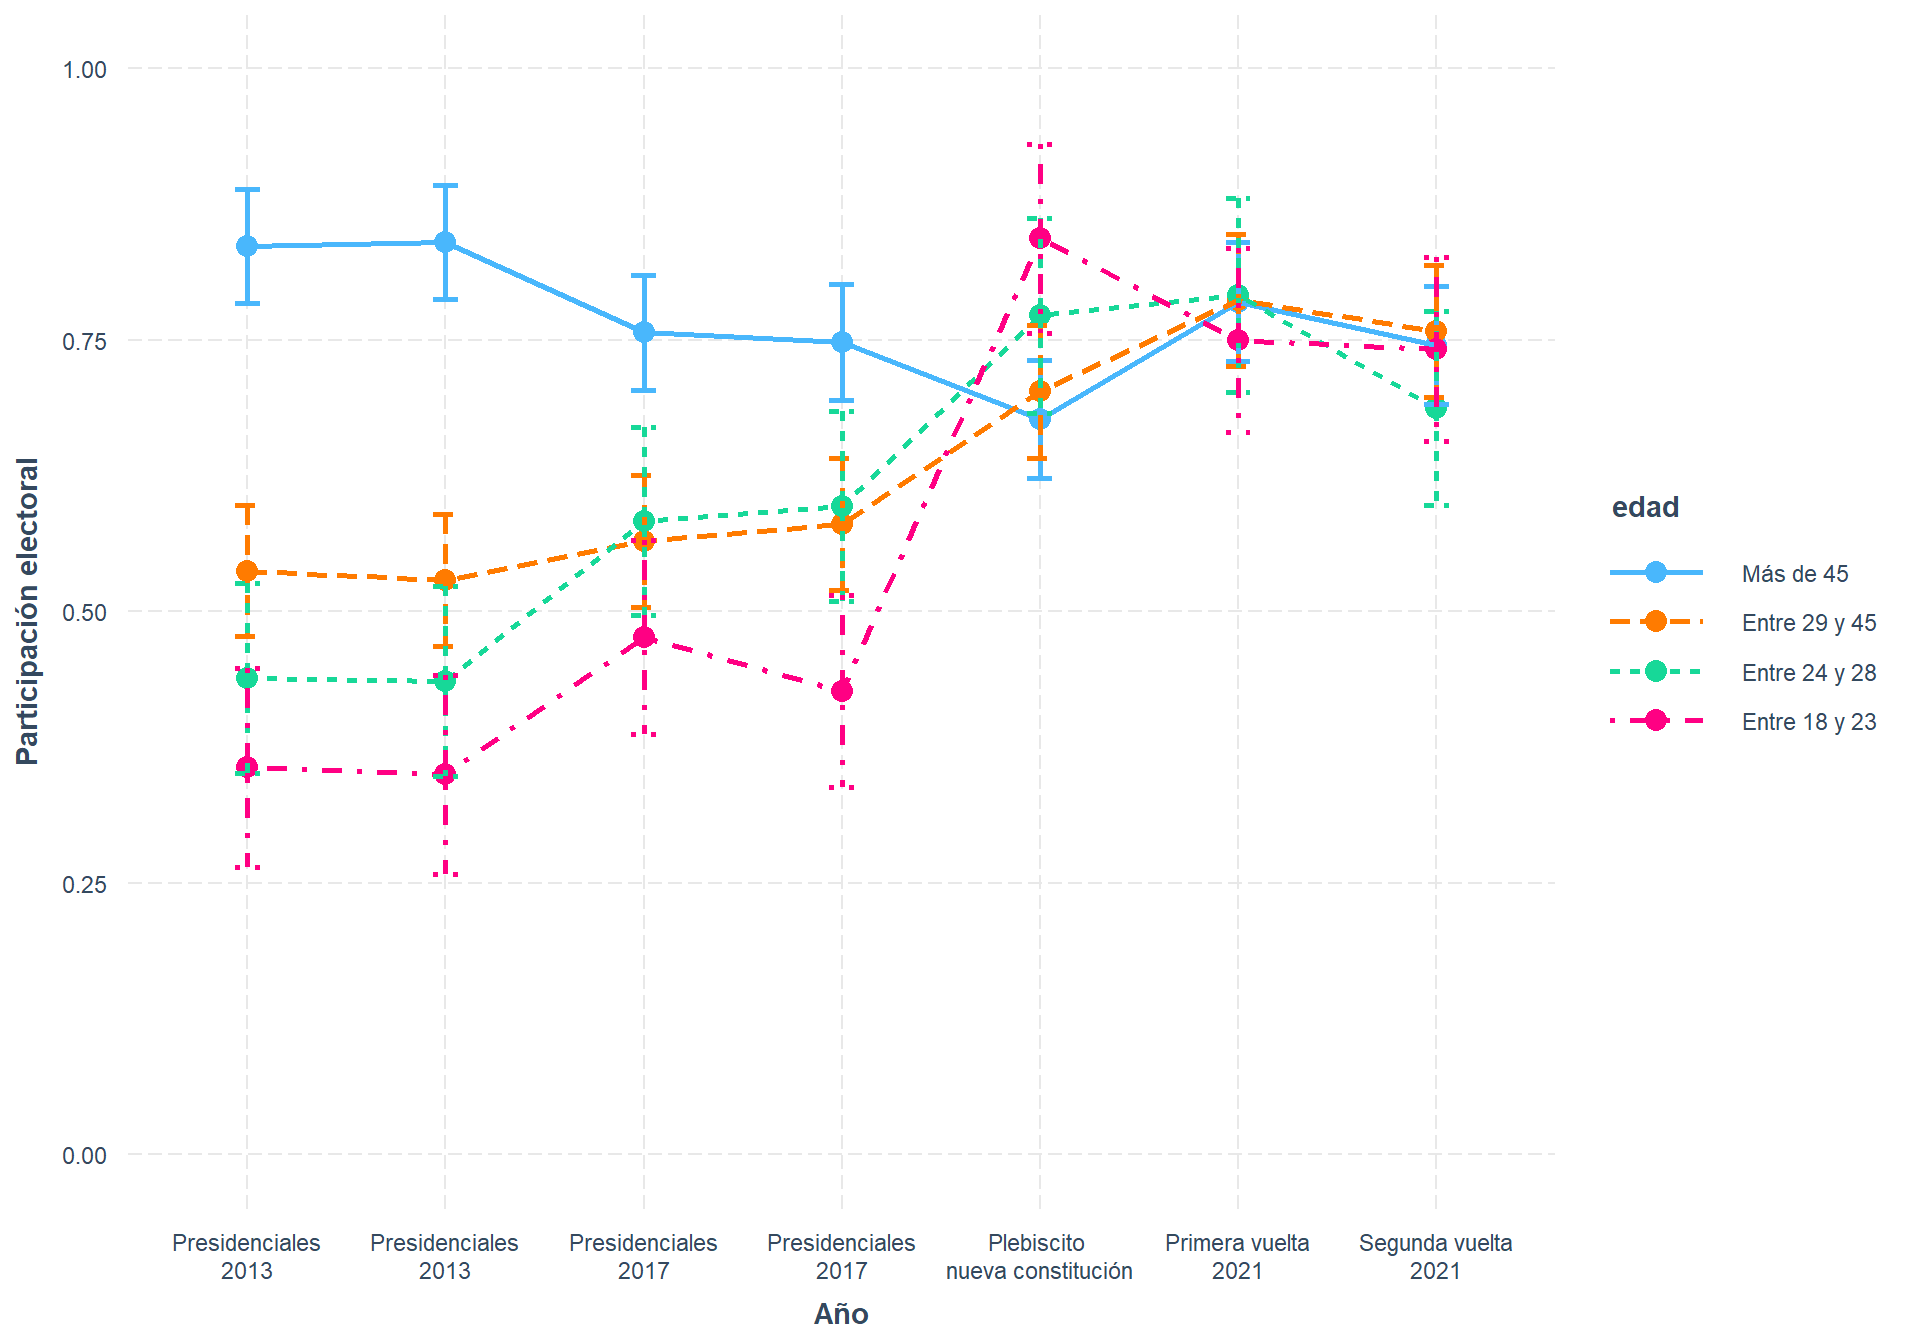 1.00
0.75
0.50
0.25
0.00
Participación electoral
Presidenciales
2013
Presidenciales
2013
Presidenciales
2017
Presidenciales
2017
Plebiscito
nueva constitución
Primera vuelta
2021
Segunda vuelta
2021
Año
edad
Más de 45
Entre 29 y 45
Entre 24 y 28
Entre 18 y 23